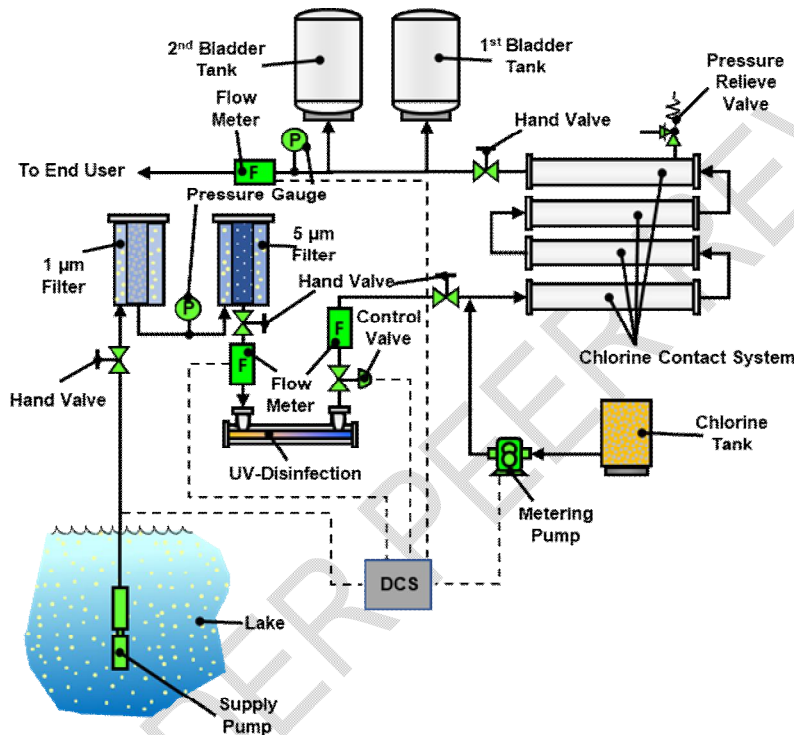 2nd Bladder
Tank
1st Bladder
Tank
Pressure
Relieve
Valve
Flow
Meter
Hand Valve
P
F
To End User
Pressure Gauge
1 µm
Filter
5 µm
Filter
P
Hand Valve
F
Control
Valve
Chlorine Contact System
F
Flow
Meter
Hand Valve
UV-Disinfection
Chlorine
Tank
Metering
Pump
DCS
Lake
Supply
Pump